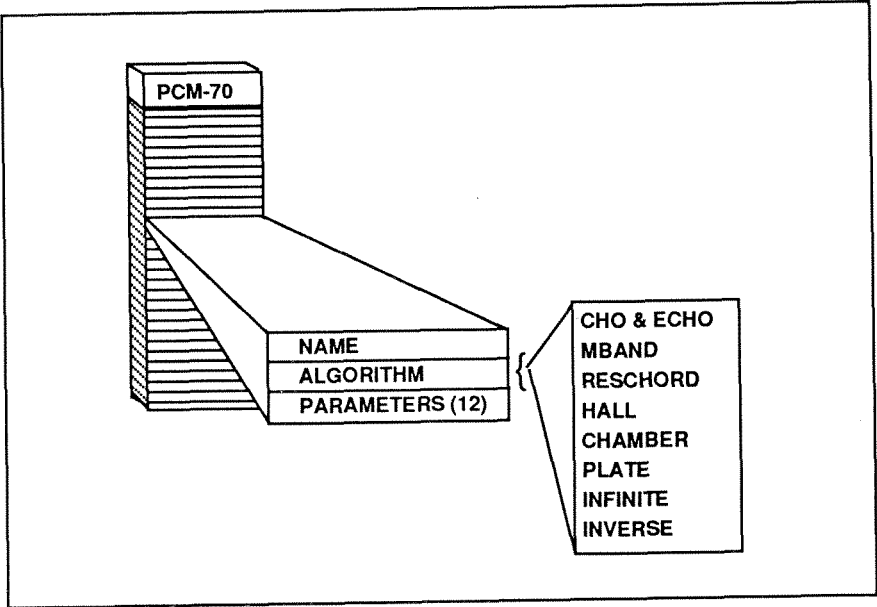 PCM-70
NAME
ALGORITHM
PARAMETERS (12)
CHO & ECHO
MBAND
RESCHORD
HALL
CHAMBER
PLATE
INFINITE
INVERSE